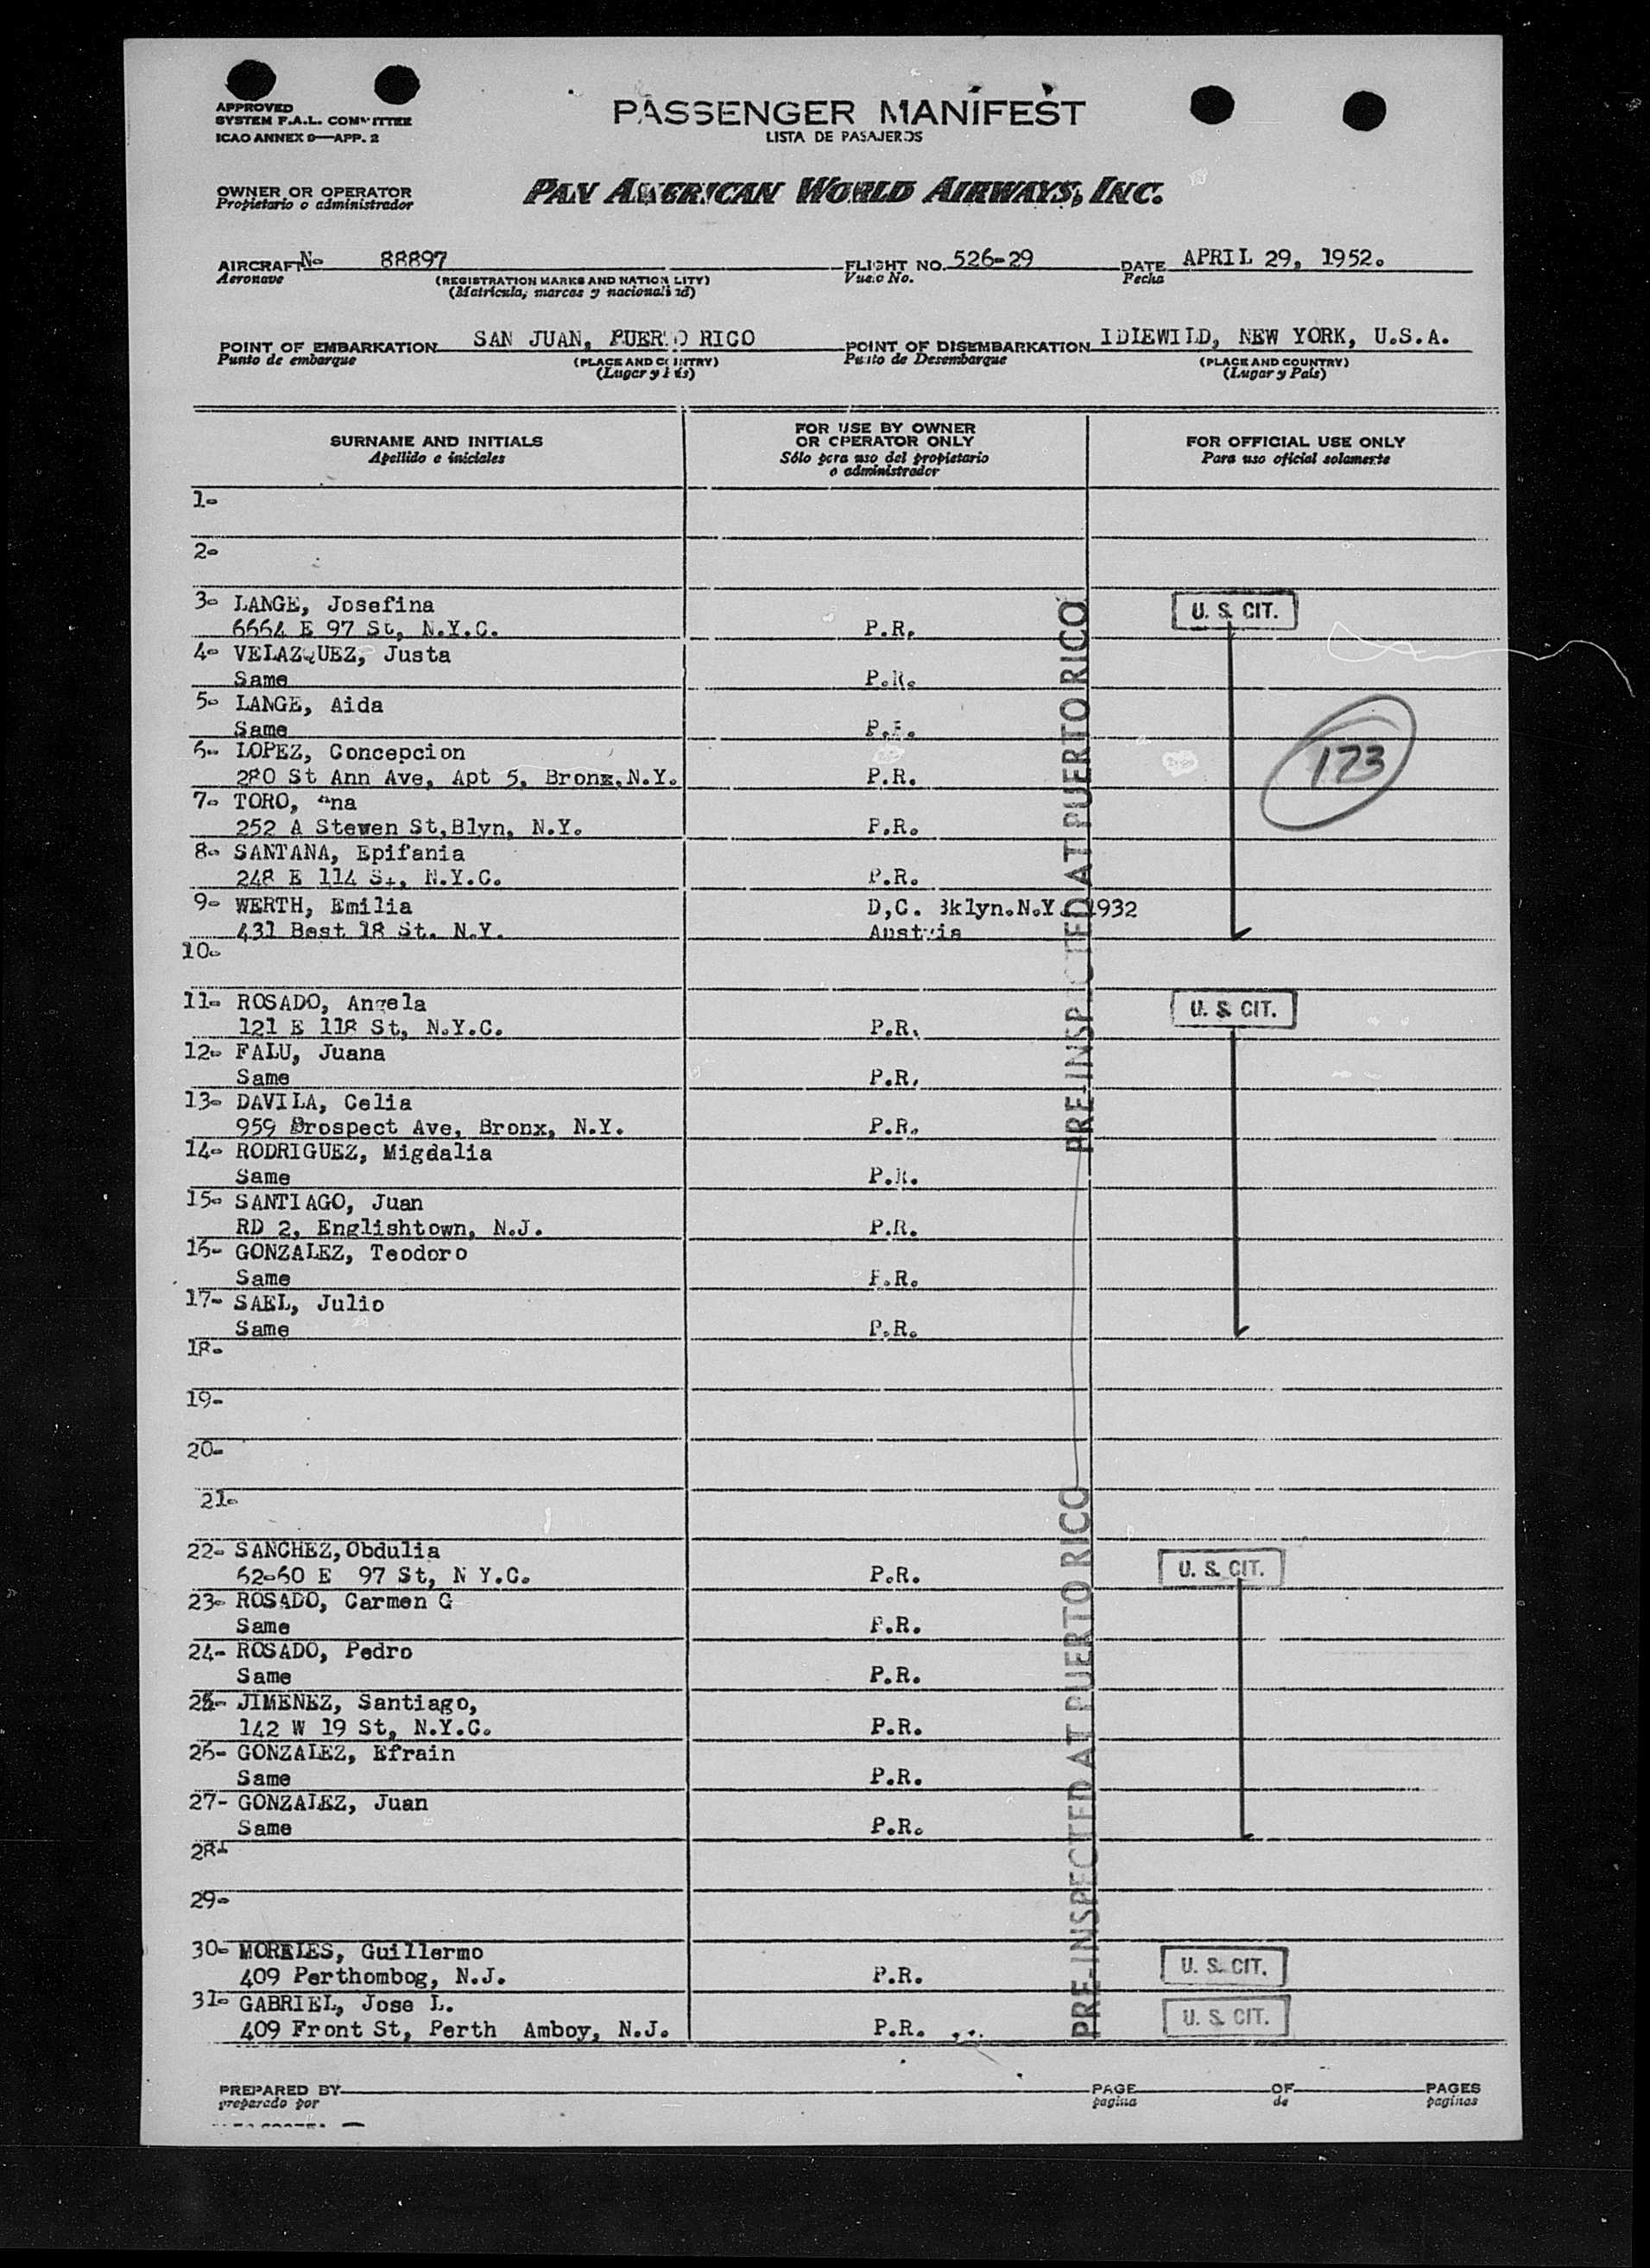 APPROVED
SYSTEM F.A.L. COMMITTEE
ICAO ANNEX 9—APP. 2
PASSENGER MANIFEST
LISTA DE PASAJEROS
OWNER OR OPERATOR
Propietario o administrador
PAN AMERICAN WORLD AIRWAYS, INC.
AIRCRAFT N- 88897 FLIGHT NO. 526-29 DATE APRIL 29, 1952.
Aeronave (REGISTRATION MARKS AND NATIONALITY) Vuelo No. Fecha
(Matricula, marcas y nacionalidad)
POINT OF EMBARKATION SAN JUAN, PUERTO RICO POINT OF DISEMBARKATION IDIEWILD, NEW YORK, U.S.A.
Punto de embarque (PLACE AND COUNTRY) Punto de Desembarque (PLACE AND COUNTRY)
(Lugar y País) (Lugar y País)
SURNAME AND INITIALS
Apellido e iniciales
FOR USE BY OWNER
OR OPERATOR ONLY
Sólo para uso del propietario
o administrador
FOR OFFICIAL USE ONLY
Para uso oficial solamente
1-
2-
3- LANGE, Josefina U. S. CIT.
6664 E 97 St, N.Y.C. P.R.
4- VELAZQUEZ, Justa
Same P.R.
5- LANGE, Aida
Same P.R.
6- LOPEZ, Concepcion
280 St Ann Ave, Apt 5, Bronx, N.Y. P.R.
173
7- TORO, Ana
252 A Stewen St, Blyn, N.Y. P.R.
8- SANTANA, Epifania
248 E 114 St, N.Y.C. P.R.
9- WERTH, Emilia D,C. Bklyn.N.Y. 1932
431 Best 18 St. N.Y. Austria
10-
11- ROSADO, Angela U. S. CIT.
121 E 118 St, N.Y.C. P.R.
12- FALU, Juana
Same P.R.
13- DAVILA, Celia
959 Prospect Ave, Bronx, N.Y. P.R.
14- RODRIGUEZ, Migdalia
Same P.R.
15- SANTIAGO, Juan
RD 2, Englishtown, N.J. P.R.
16- GONZALEZ, Teodoro
Same P.R.
17- SAEL, Julio
Same P.R.
18-
19-
20-
21-
PRE-INSPECTED AT PUERTO RICO
22- SANCHEZ, Obdulia U. S. CIT.
62-60 E 97 St, N Y.C. P.R.
23- ROSADO, Carmen G
Same P.R.
24- ROSADO, Pedro
Same P.R.
25- JIMENEZ, Santiago,
142 W 19 St, N.Y.C. P.R.
26- GONZALEZ, Efrain
Same P.R.
27- GONZALEZ, Juan
Same P.R.
28-
29-
30- MORALES, Guillermo U. S. CIT.
409 Perthombog, N.J. P.R.
31- GABRIEL, Jose L. U. S. CIT.
409 Front St, Perth Amboy, N.J. P.R.
PRE-INSPECTED AT PUERTO RICO
PREPARED BY PAGE OF PAGES
preparado por pagina de paginas